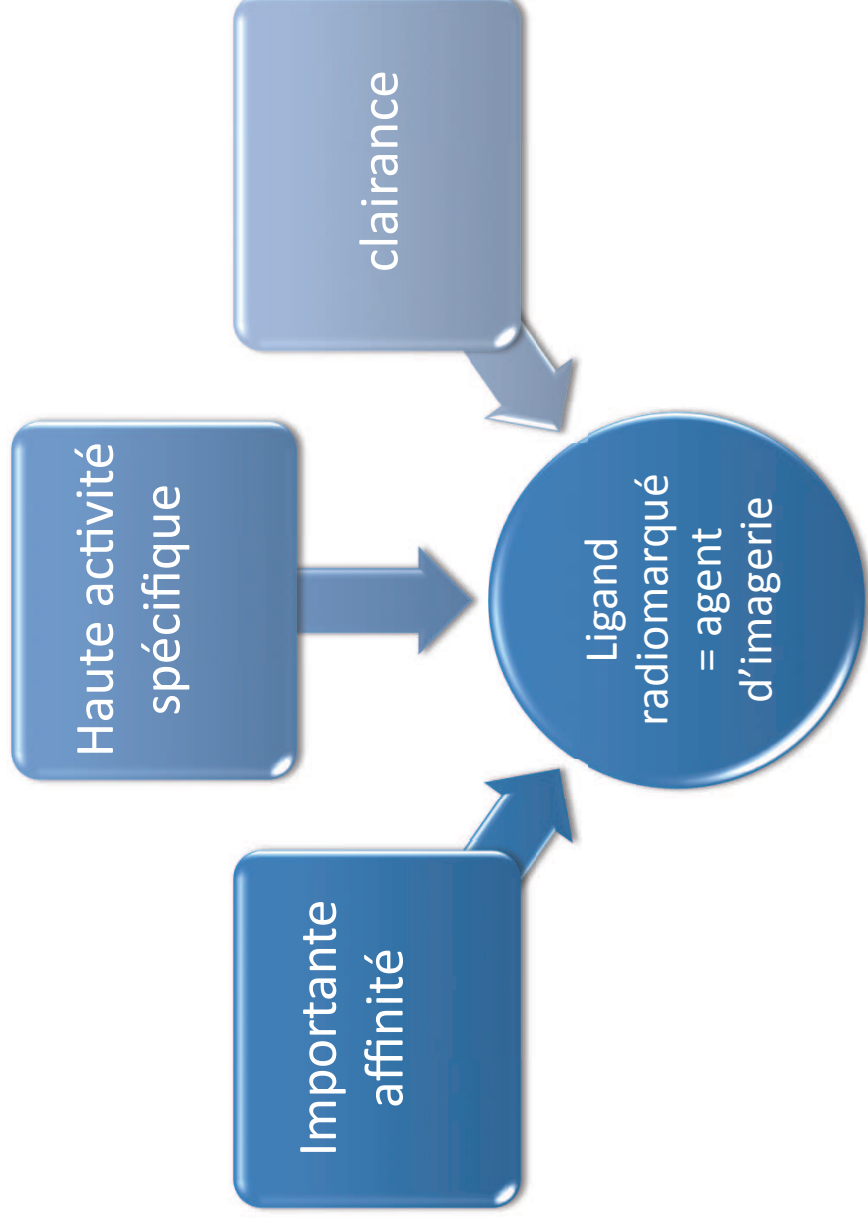 Importante
affinité
Haute activité
spécifique
clairance
Ligand
radiomarqué
= agent
d’imagerie